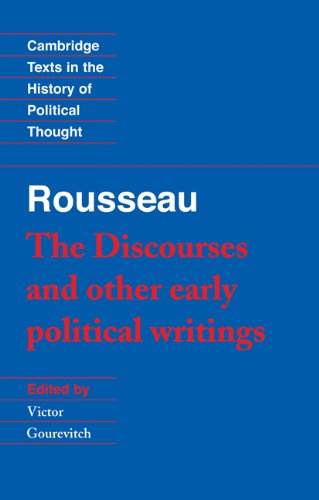 Cambridge
Texts in the
History of
Political
Thought
Rousseau
The Discourses
and other early
political writings
Edited by
Victor
Gourevitch